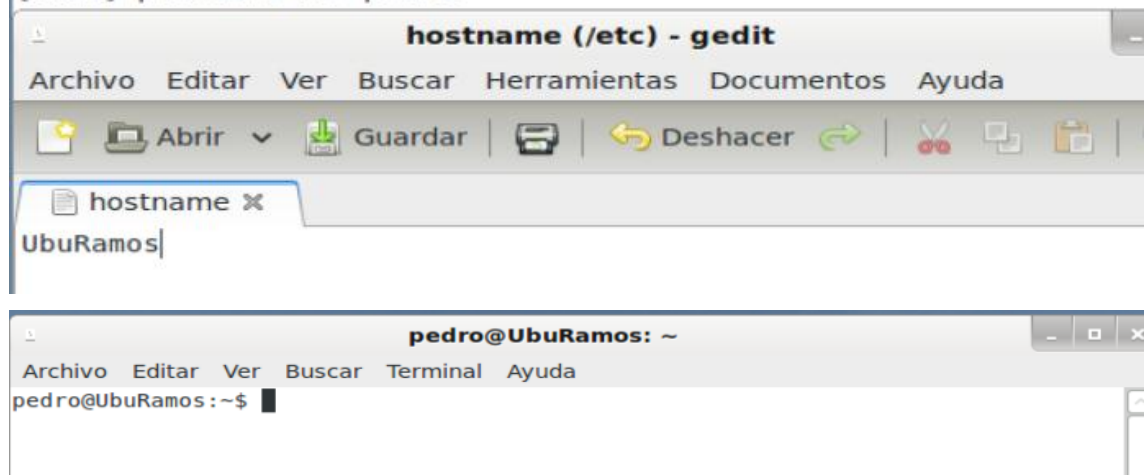 hostname (/etc) - gedit
Archivo Editar Ver Buscar Herramientas Documentos Ayuda
Abrir Guardar Deshacer
hostname
UbuRamos
pedro@UbuRamos: ~
Archivo Editar Ver Buscar Terminal Ayuda
pedro@UbuRamos:~$